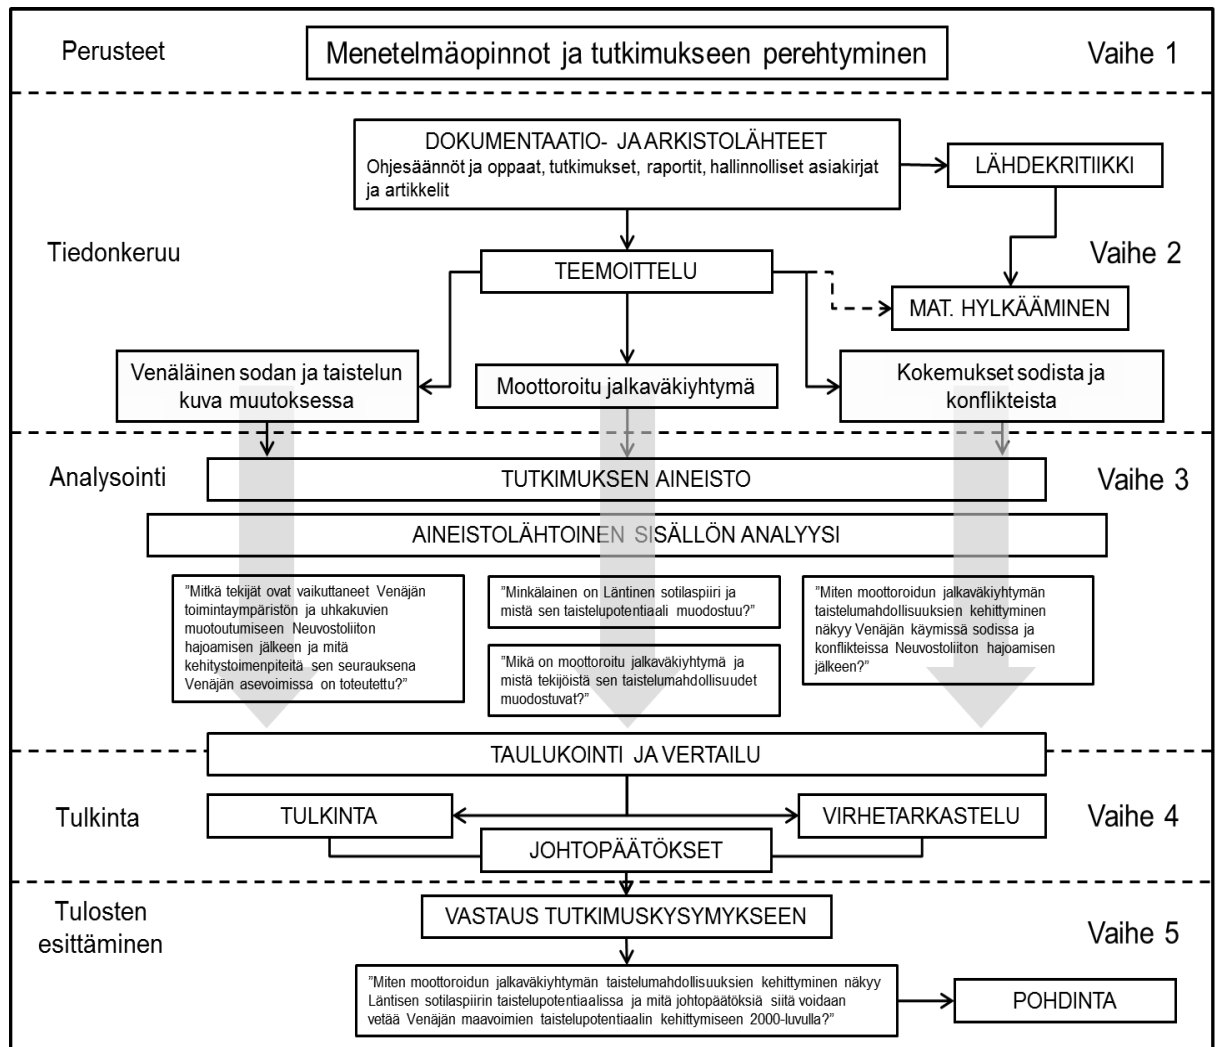 Perusteet
Menetelmäopinnot ja tutkimukseen perehtyminen
Vaihe 1
DOKUMENTAATIO- JA ARKISTOLÄHTEET
Ohjesäännöt ja oppaat, tutkimukset, raportit, hallinnolliset asiakirjat
ja artikkelit
LÄHDEKRITIIKKI
Tiedonkeruu
TEEMOITTELU
Vaihe 2
MAT. HYLKÄÄMINEN
Venäläinen sodan ja taistelun
kuva muutoksessa
Moottoroitu jalkaväkiyhtymä
Kokemukset sodista ja
konflikteista
Analysointi
TUTKIMUKSEN AINEISTO
Vaihe 3
AINEISTOLÄHTOINEN SISÄLLÖN ANALYYSI
”Mitkä tekijät ovat vaikuttaneet Venäjän
toimintaympäristön ja uhkakuvien
muotoutumiseen Neuvostoliiton
hajoamisen jälkeen ja mitä
kehitystoimenpiteitä sen seurauksena
Venäjän asevoimissa on toteutettu?”
”Minkälainen on Läntinen sotilaspiiri ja
mistä sen taistelupotentiaali muodostuu?”
”Mikä on moottoroitu jalkaväkiyhtymä ja
mistä tekijöistä sen taistelumahdollisuudet
muodostuvat?”
”Miten moottoroidun jalkaväkiyhtymän
taistelumahdollisuuksien kehittyminen
näkyy Venäjän käymissä sodissa ja
konflikteissa Neuvostoliiton hajoamisen
jälkeen?”
TAULUKOINTI JA VERTAILU
Tulkinta
TULKINTA
VIRHETARKASTELU
Vaihe 4
JOHTOPÄÄTÖKSET
Tulosten
esittäminen
VASTAUS TUTKIMUSKYSYMYKSEEN
Vaihe 5
”Miten moottoroidun jalkaväkiyhtymän taistelumahdollisuuksien kehittyminen näkyy
Läntisen sotilaspiirin taistelupotentiaalissa ja mitä johtopäätöksiä siitä voidaan
vetää Venäjän maavoimien taistelupotentiaalin kehittymiseen 2000-luvulla?”
POHDINTA